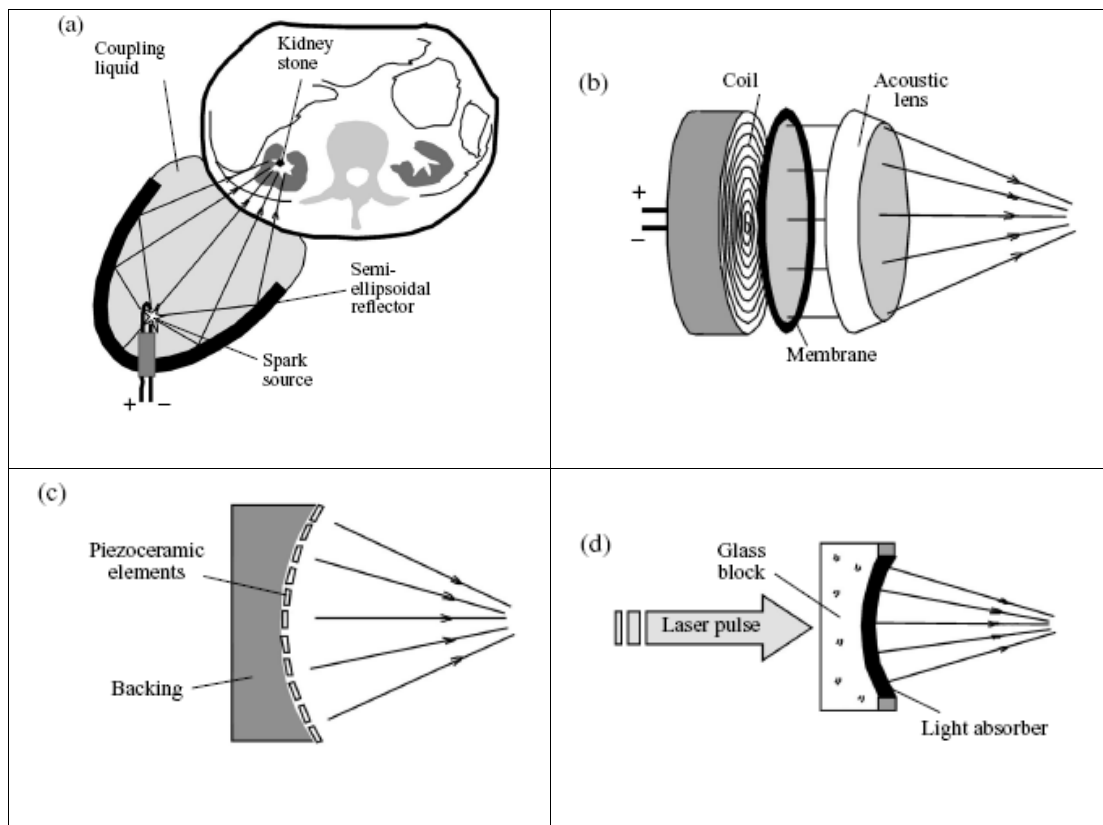 (a)
Coupling
liquid
Kidney
stone
Semi-
ellipsoidal
reflector
Spark
source
+ −
(b)
Coil
Acoustic
lens
+
−
Membrane
(c)
Piezoceramic
elements
Backing
(d)
Glass
block
Laser pulse
Light absorber